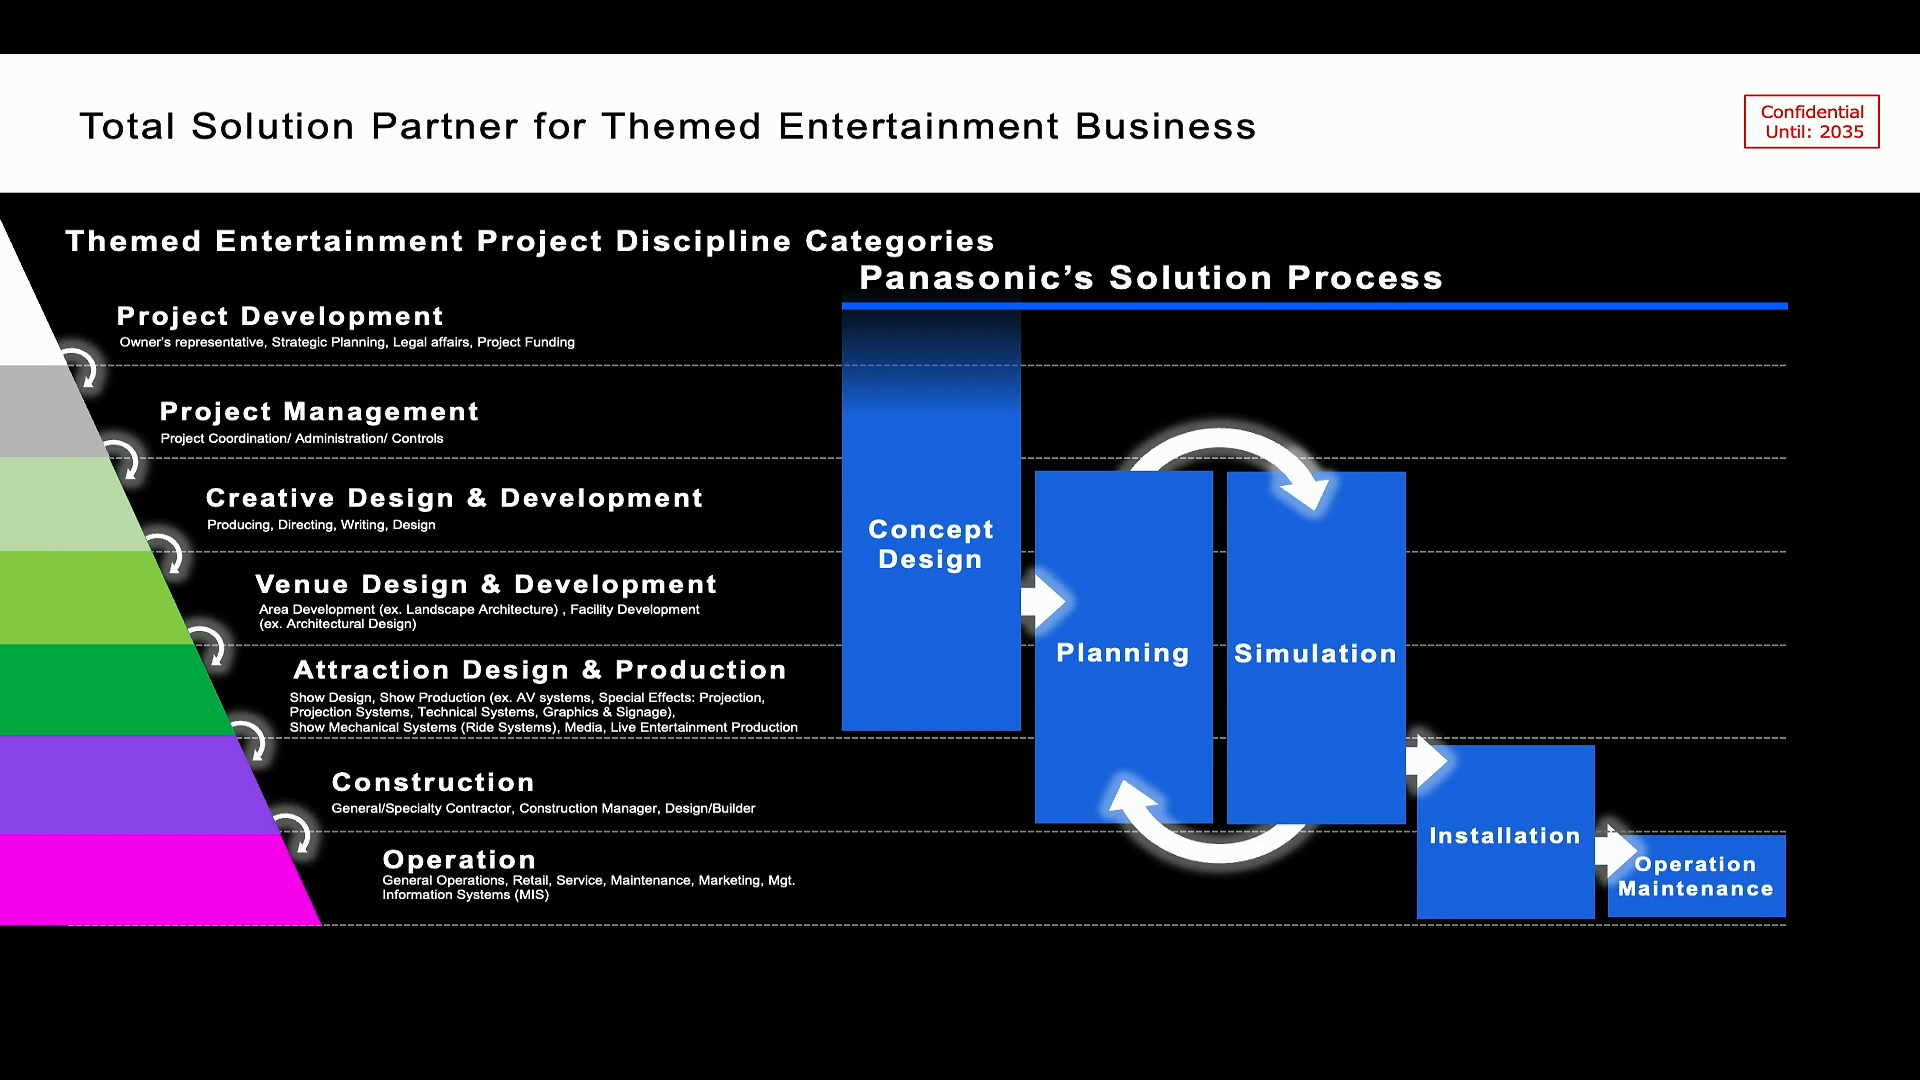 Total Solution Partner for Themed Entertainment Business
Confidential
Until: 2035
Themed Entertainment Project Discipline Categories
Panasonic’s Solution Process
Project Development
Owner's representative, Strategic Planning, Legal affairs, Project Funding
Project Management
Project Coordination/ Administration/ Controls
Creative Design & Development
Producing, Directing, Writing, Design
Venue Design & Development
Area Development (ex. Landscape Architecture) , Facility Development
(ex. Architectural Design)
Attraction Design & Production
Show Design, Show Production (ex. AV systems, Special Effects: Projection,
Projection Systems, Technical Systems, Graphics & Signage),
Show Mechanical Systems (Ride Systems), Media, Live Entertainment Production
Construction
General/Specialty Contractor, Construction Manager, Design/Builder
Operation
General Operations, Retail, Service, Maintenance, Marketing, Mgt.
Information Systems (MIS)
Concept
Design
Planning
Simulation
Installation
Operation
Maintenance